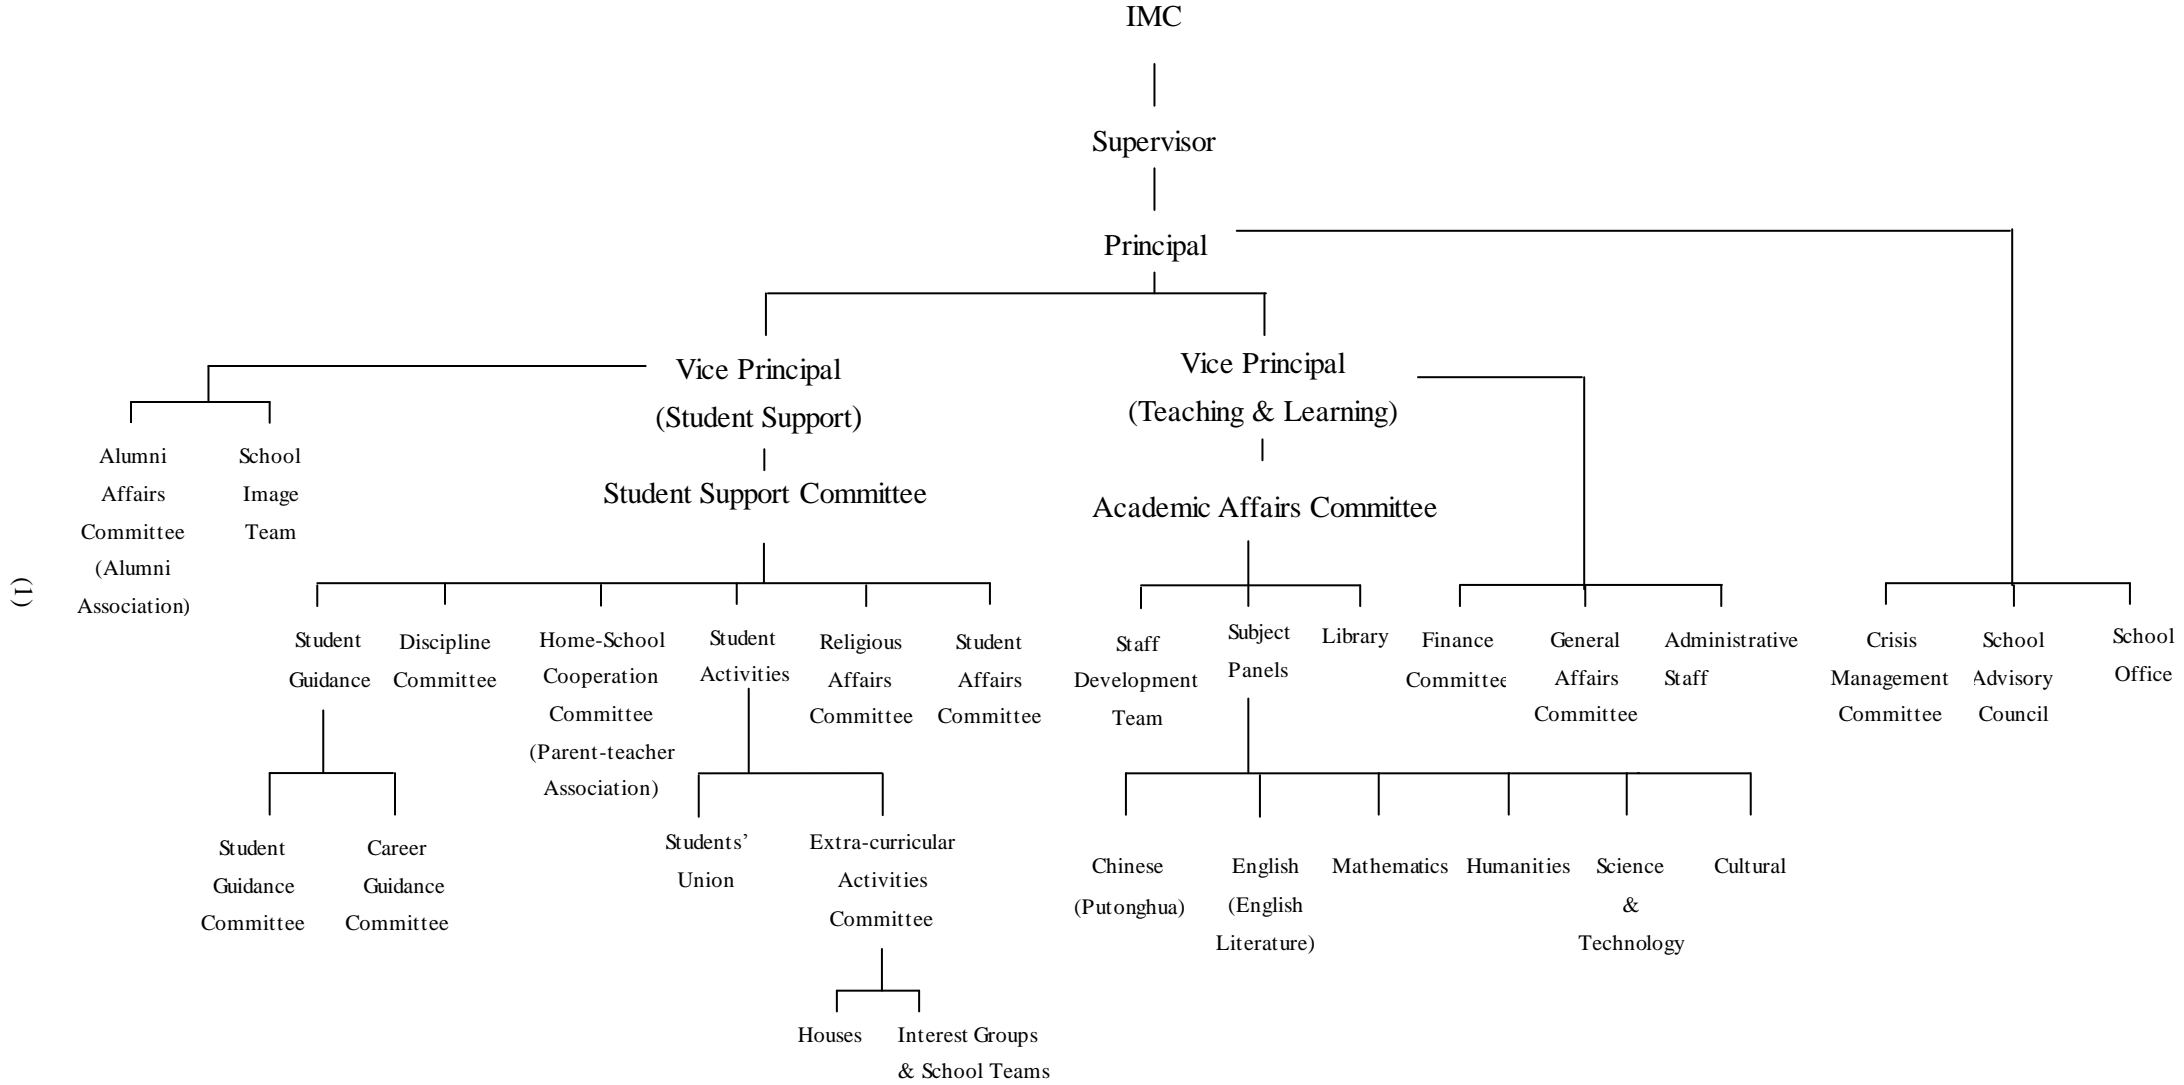 IMC
Supervisor
Principal
Vice Principal
(Student Support)
Vice Principal
(Teaching & Learning)
Student Support Committee
Academic Affairs Committee
Alumni
Affairs
Committee
(Alumni
Association)
School
Image
Team
(1)
Student
Guidance
Discipline
Committee
Home-School
Cooperation
Committee
(Parent-teacher
Association)
Student
Activities
Religious
Affairs
Committee
Student
Affairs
Committee
Staff
Development
Team
Subject
Panels
Library
Finance
Committee
General
Affairs
Committee
Administrative
Staff
Crisis
Management
Committee
School
Advisory
Council
School
Office
Student
Guidance
Committee
Career
Guidance
Committee
Students’
Union
Extra-curricular
Activities
Committee
Chinese
(Putonghua)
English
(English
Literature)
Mathematics
Humanities
Science
&
Technology
Cultural
Houses
Interest Groups
& School Teams